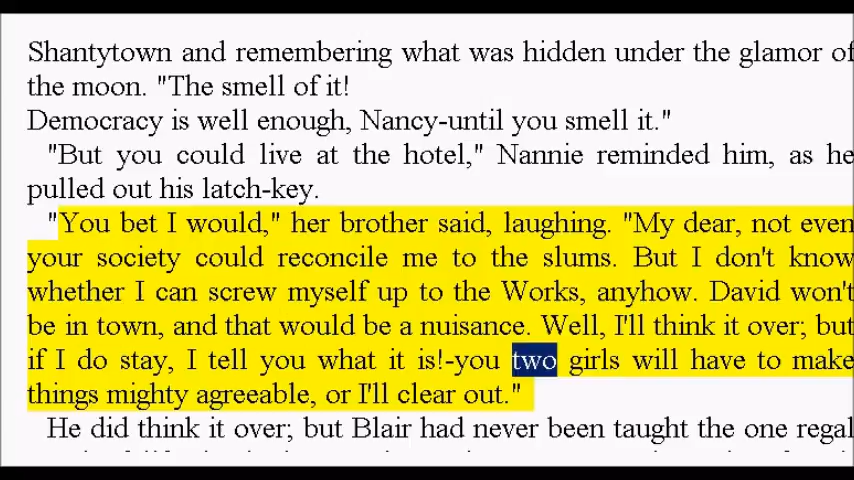 Shantytown and remembering what was hidden under the glamor of
the moon. "The smell of it!
Democracy is well enough, Nancy-until you smell it."
"But you could live at the hotel," Nannie reminded him, as he
pulled out his latch-key.
"You bet I would," her brother said, laughing. "My dear, not even
your society could reconcile me to the slums. But I don't know
whether I can screw myself up to the Works, anyhow. David won't
be in town, and that would be a nuisance. Well, I'll think it over; but
if I do stay, I tell you what it is!-you two girls will have to make
things mighty agreeable, or I'll clear out."
He did think it over; but Blair had never been taught the one regal